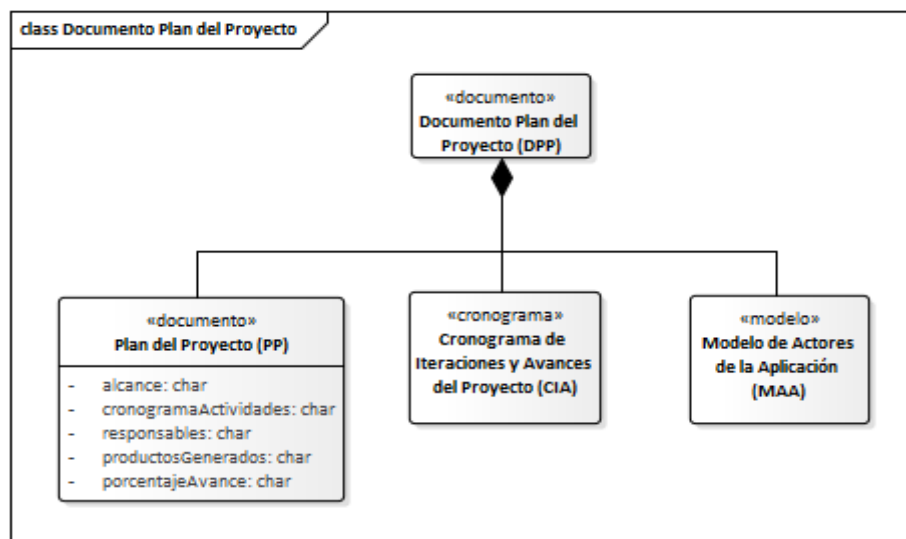 class Documento Plan del Proyecto
«documento»
Documento Plan del
Proyecto (DPP)
«documento»
Plan del Proyecto (PP)
- alcance: char
- cronogramaActividades: char
- responsables: char
- productosGenerados: char
- porcentajeAvance: char
«cronograma»
Cronograma de
Iteraciones y Avances
del Proyecto (CIA)
«modelo»
Modelo de Actores
de la Aplicación
(MAA)